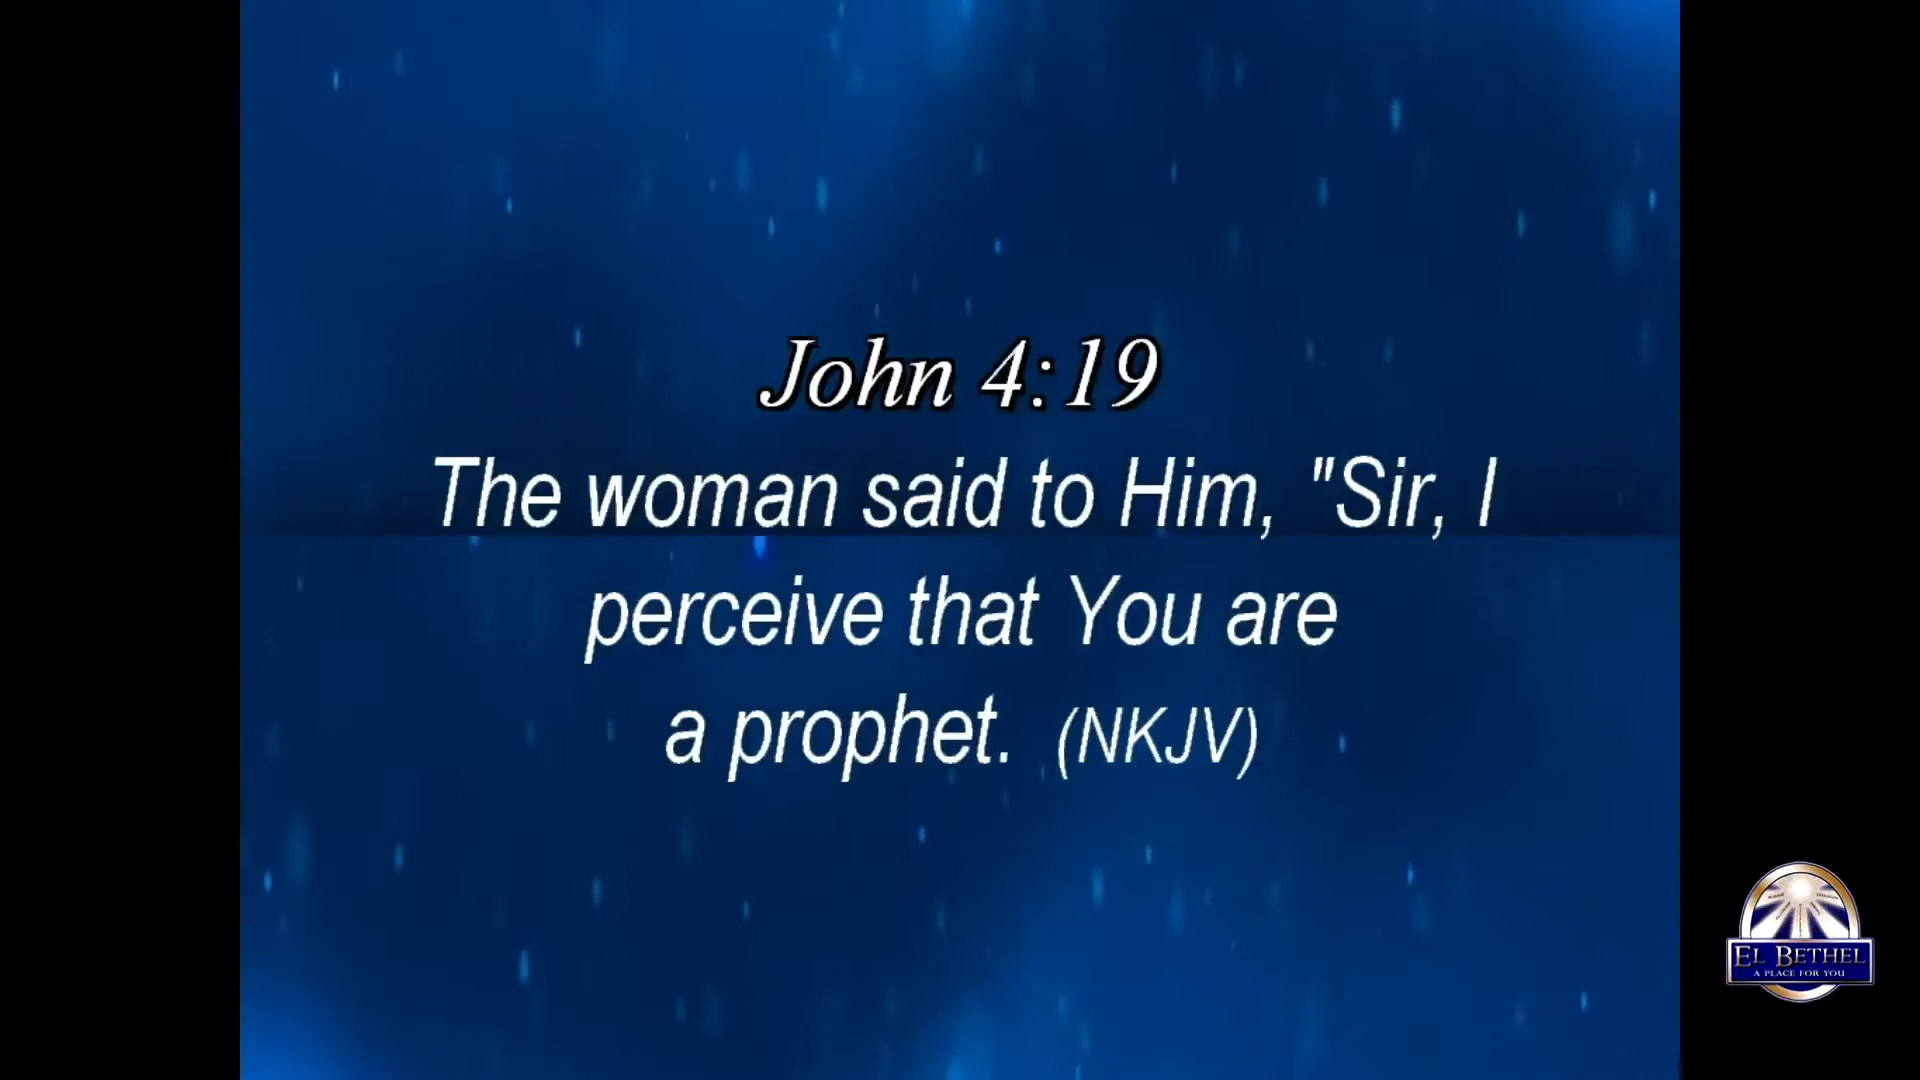 John 4:19
The woman said to Him, "Sir, I
perceive that You are
a prophet. (NKJV)
EL BETHEL
A PLACE FOR YOU